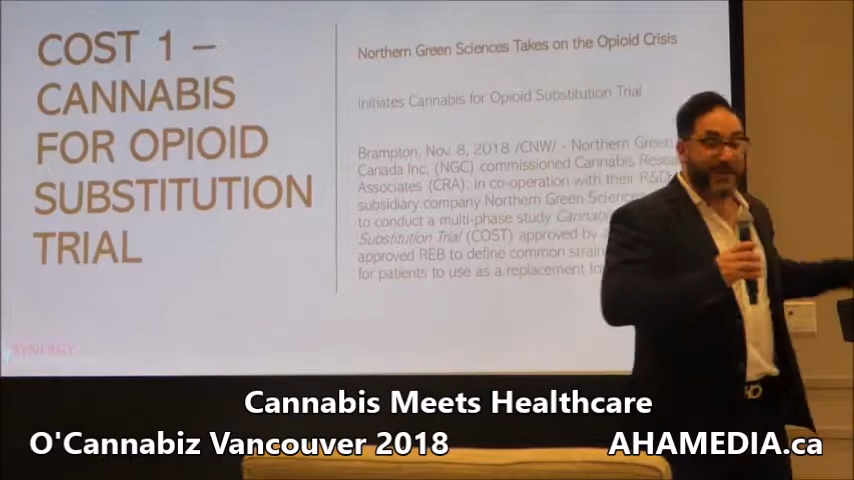 COST 1 –
CANNABIS
FOR OPIOID
SUBSTITUTION
TRIAL
Northern Green Sciences Takes on the Opioid Crisis
Initiates Cannabis for Opioid Substitution Trial
Brampton, Nov. 8, 2018 /CNW/ - Northern Green
Canada Inc. (NGC) commissioned Cannabis
Associates (CRA), in co-operation with their R&D
subsidiary company Northern Green Sciences
to conduct a multi-phase study
Substitution Trial (COST) approved by a
approved REB to define common
for patients to use as a replacement
SYNERGY
Cannabis Meets Healthcare
O'Cannabiz Vancouver 2018
AHAMEDIA.ca